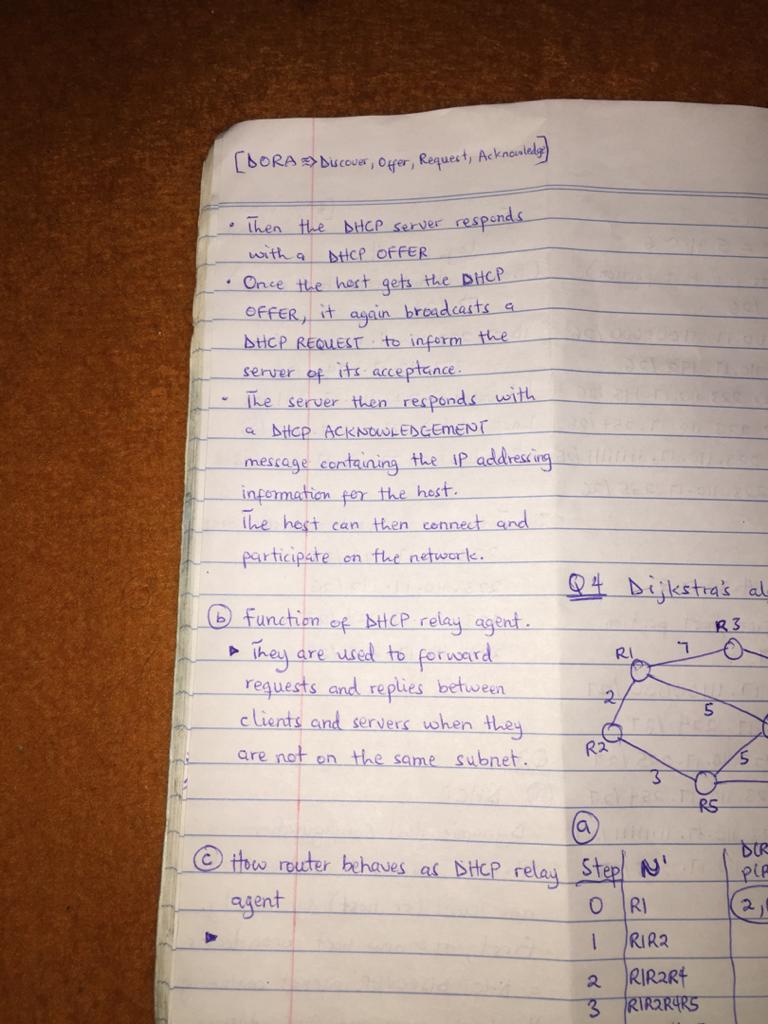 [DORA => Discover, Offer, Request, Acknowledge]
• Then the DHCP server responds
with a DHCP OFFER
• Once the host gets the DHCP
OFFER, it again broadcasts a
DHCP REQUEST to inform the
server of its acceptance.
• The server then responds with
a DHCP ACKNOWLEDGEMENT
message containing the IP addressing
information for the host.
The host can then connect and
participate on the network.
(b) Function of DHCP relay agent.
▶ They are used to forward
requests and replies between
clients and servers when they
are not on the same subnet.
(c) How router behaves as DHCP relay
agent
▶
Q4 Dijkstra's al
R3
R1 7
2 5
R2 5
3
R5
(a)
Step N' D(R
p(R
0 R1 2,
1 R1R2
2 R1R2R4
3 R1R2R4R5